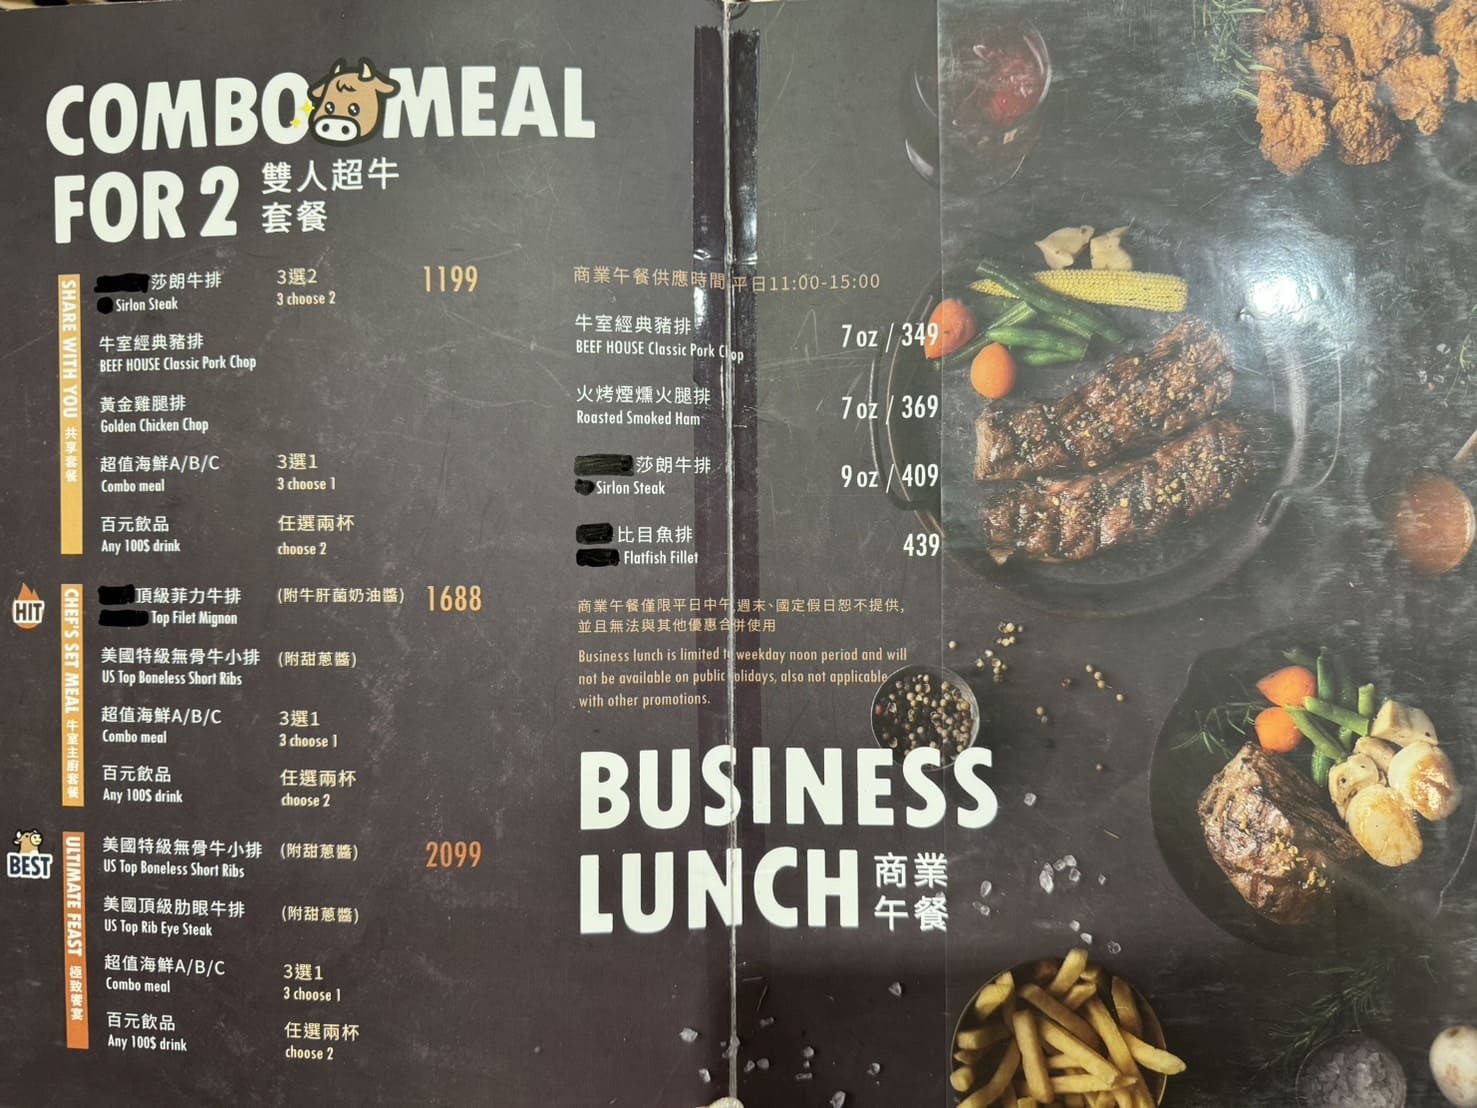 COMBO MEAL
FOR 2 雙人超牛
套餐
SHARE WITH YOU 共享套餐
莎朗牛排 3選2 1199
Sirlon Steak 3 choose 2
牛室經典豬排
BEEF HOUSE Classic Pork Chop
黃金雞腿排
Golden Chicken Chop
超值海鮮A/B/C 3選1
Combo meal 3 choose 1
百元飲品 任選兩杯
Any 100$ drink choose 2
HIT
CHEF'S SET MEAL 牛室主廚套餐
頂級菲力牛排 (附牛肝菌奶油醬) 1688
Top Filet Mignon
美國特級無骨牛小排 (附甜蔥醬)
US Top Boneless Short Ribs
超值海鮮A/B/C 3選1
Combo meal 3 choose 1
百元飲品 任選兩杯
Any 100$ drink choose 2
BEST
ULTIMATE FEAST 極致饗宴
美國特級無骨牛小排 (附甜蔥醬) 2099
US Top Boneless Short Ribs
美國頂級肋眼牛排 (附甜蔥醬)
US Top Rib Eye Steak
超值海鮮A/B/C 3選1
Combo meal 3 choose 1
百元飲品 任選兩杯
Any 100$ drink choose 2
商業午餐供應時間 平日11:00-15:00
牛室經典豬排 7 oz / 349
BEEF HOUSE Classic Pork Chop
火烤煙燻火腿排 7 oz / 369
Roasted Smoked Ham
莎朗牛排 9 oz / 409
Sirlon Steak
比目魚排 439
Flatfish Fillet
商業午餐僅限平日中午,週末、國定假日恕不提供,
並且無法與其他優惠合併使用
Business lunch is limited to weekday noon period and will
not be available on public holidays, also not applicable
with other promotions.
BUSINESS
LUNCH 商業
午餐